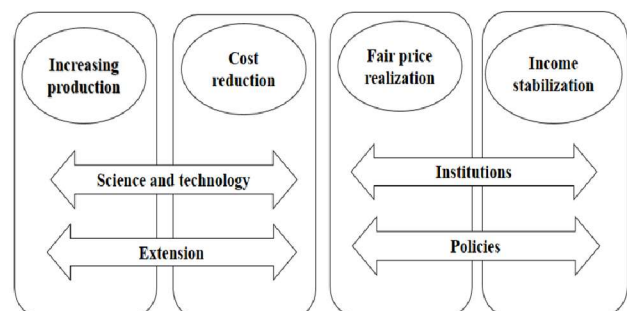 Increasing
production
Cost
reduction
Fair price
realization
Income
stabilization
Science and technology
Institutions
Extension
Policies